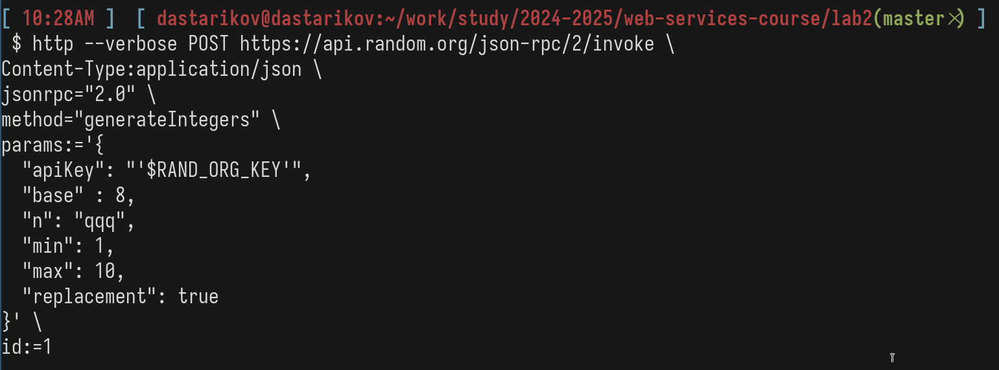 [ 10:28AM ] [ dastarikov@dastarikov:~/work/study/2024-2025/web-services-course/lab2(master✗) ]
$ http --verbose POST https://api.random.org/json-rpc/2/invoke \
Content-Type:application/json \
jsonrpc="2.0" \
method="generateIntegers" \
params:='{
  "apiKey": "'$RAND_ORG_KEY'",
  "base" : 8,
  "n": "qqq",
  "min": 1,
  "max": 10,
  "replacement": true
}' \
id:=1